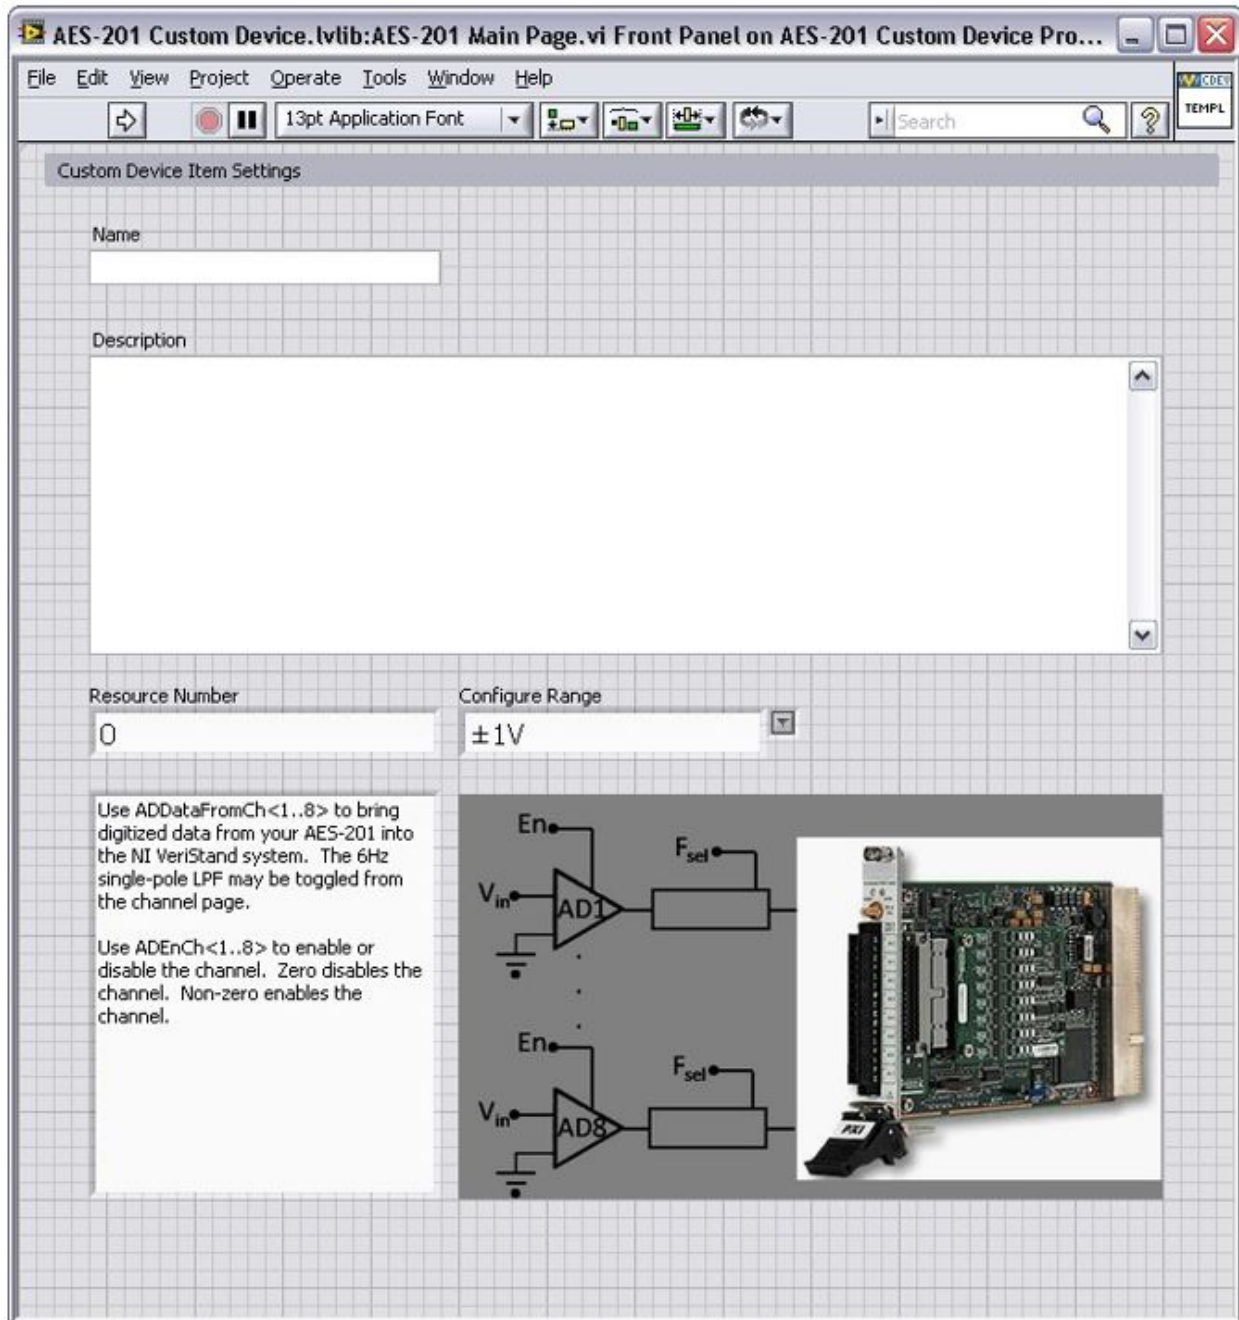 AES-201 Custom Device.lvlib:AES-201 Main Page.vi Front Panel on AES-201 Custom Device Pro...
File Edit View Project Operate Tools Window Help
CDEV
TEMPL
13pt Application Font
Search
Custom Device Item Settings
Name
Description
Resource Number
Configure Range
0
±1V
Use ADDataFromCh<1..8> to bring
digitized data from your AES-201 into
the NI VeriStand system. The 6Hz
single-pole LPF may be toggled from
the channel page.
Use ADEnCh<1..8> to enable or
disable the channel. Zero disables the
channel. Non-zero enables the
channel.
En
Fsel
Vin
AD1
En
Fsel
Vin
AD8
PXI